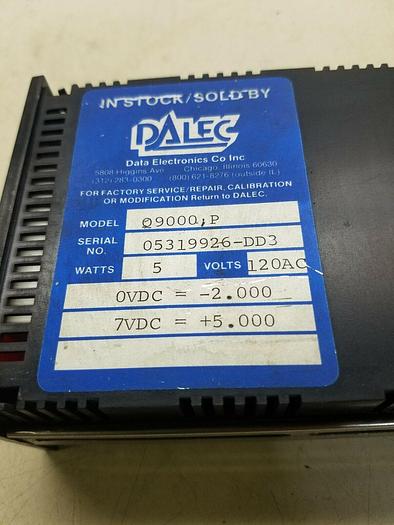 IN STOCK/SOLD BY
DALEC
Data Electronics Co Inc
5808 Higgins Ave Chicago, Illinois 60630
(312) 283-0300 (800) 621-8276 (outside IL)
FOR FACTORY SERVICE/REPAIR, CALIBRATION
OR MODIFICATION Return to DALEC.
MODEL Q9000,P
SERIAL NO. 05319926-DD3
WATTS 5 VOLTS 120AC
0VDC = -2.000
7VDC = +5.000